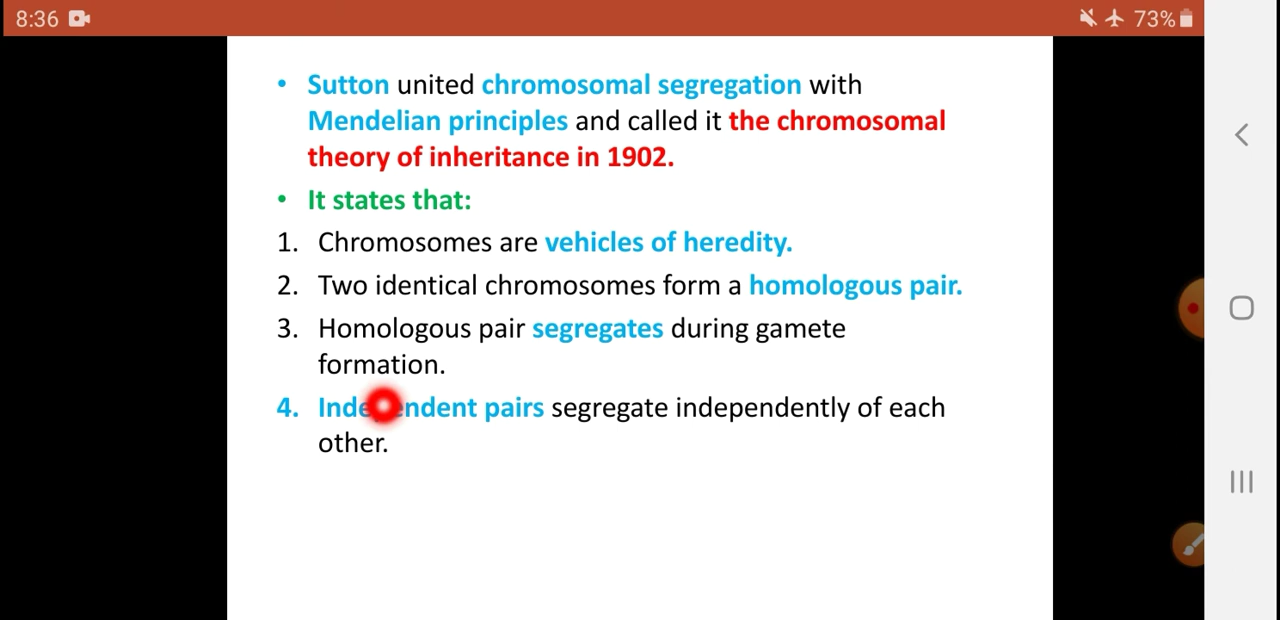 8:36
73%
• Sutton united chromosomal segregation with
Mendelian principles and called it the chromosomal
theory of inheritance in 1902.
• It states that:
1. Chromosomes are vehicles of heredity.
2. Two identical chromosomes form a homologous pair.
3. Homologous pair segregates during gamete
formation.
4. Independent pairs segregate independently of each
other.